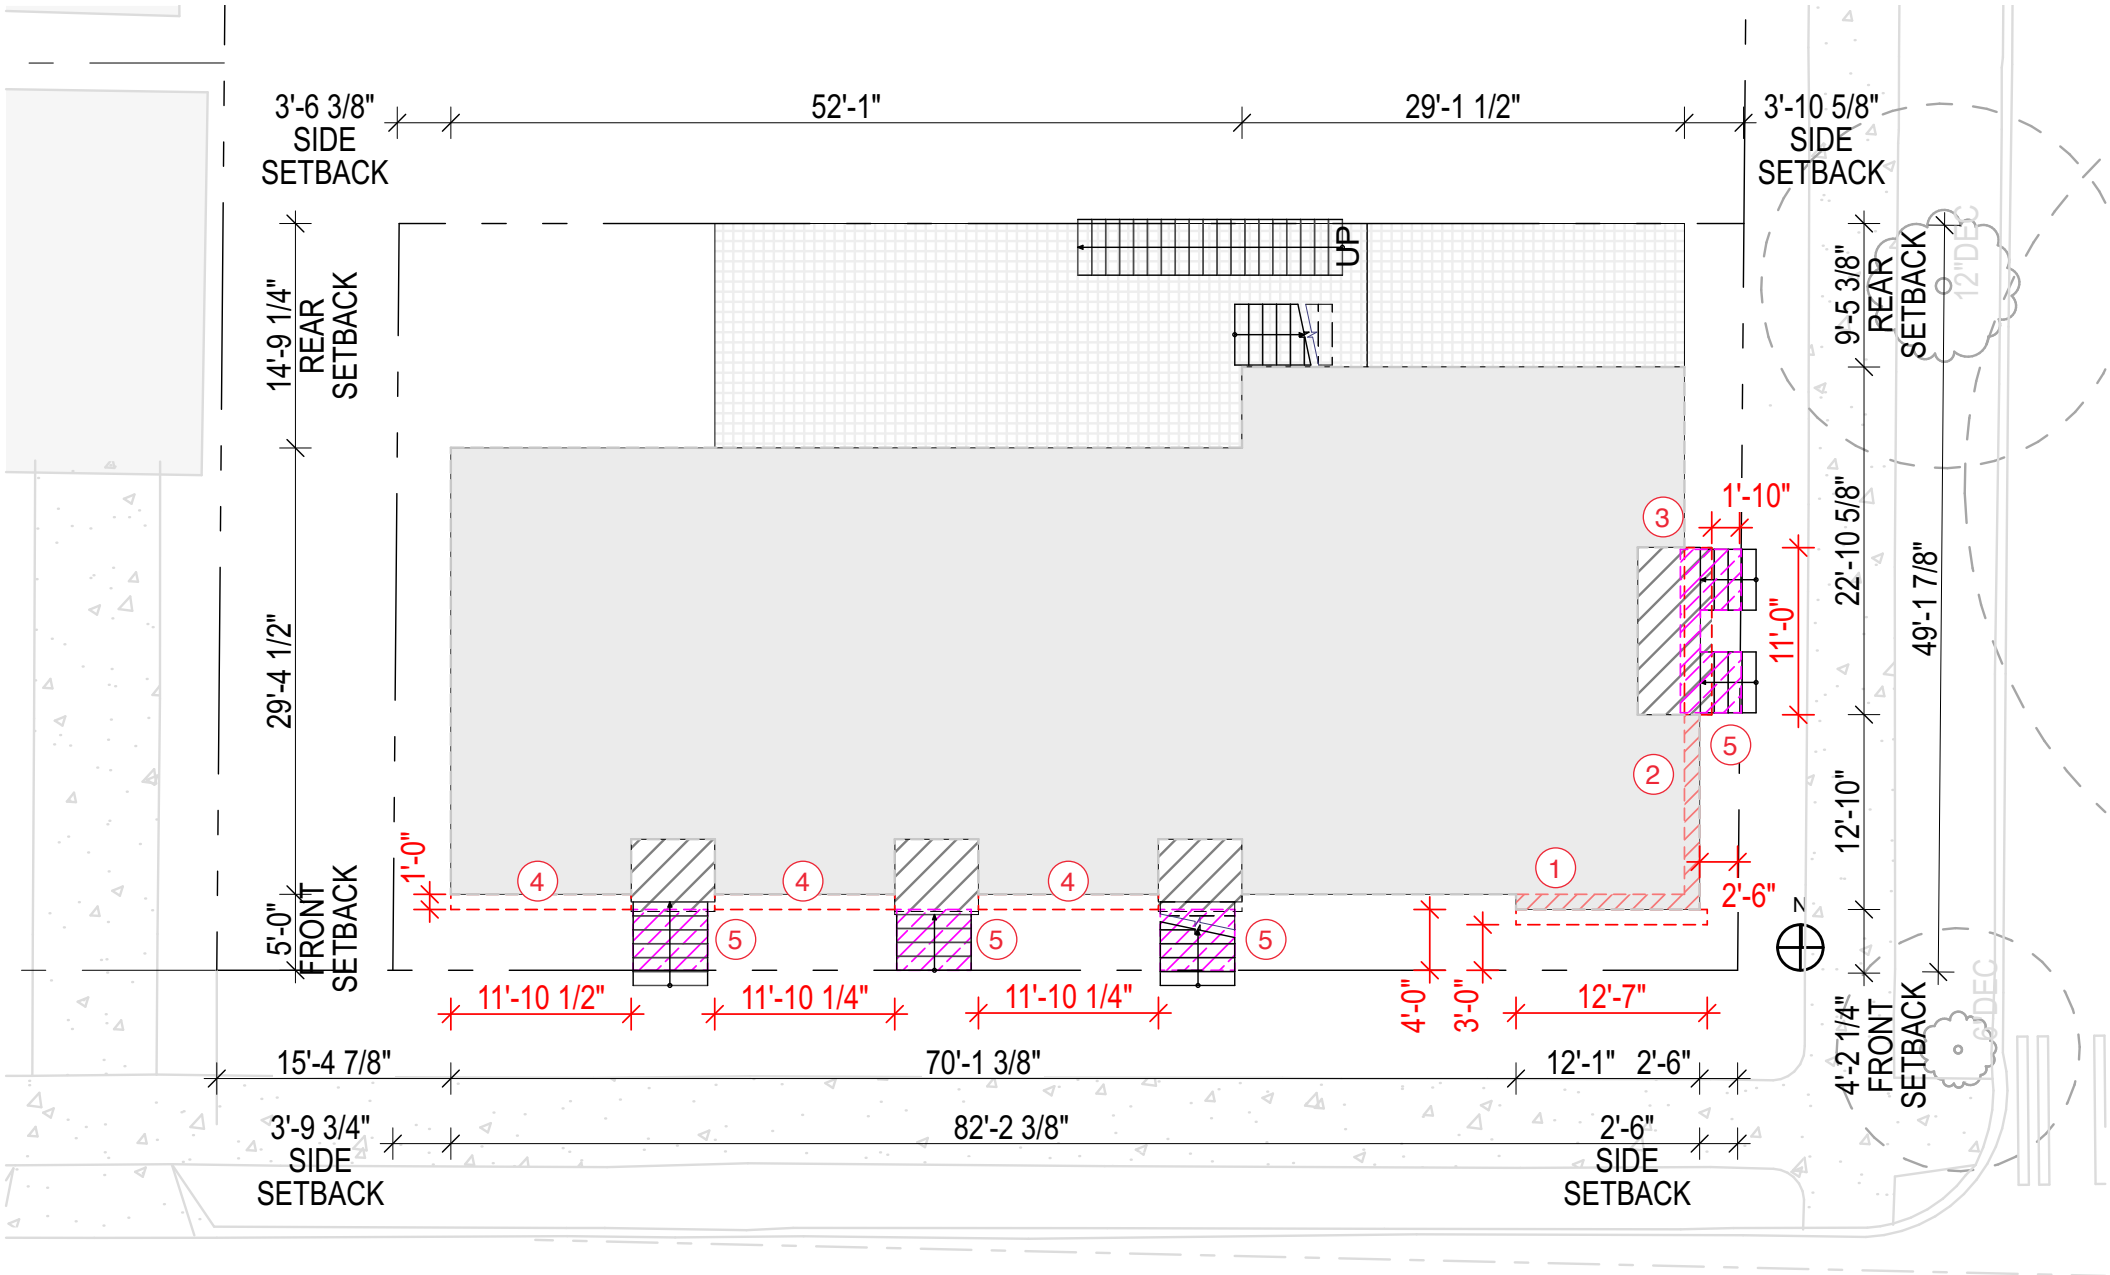 3'-6 3/8"
SIDE
SETBACK
52'-1"
29'-1 1/2"
3'-10 5/8"
SIDE
SETBACK
UP
14'-9 1/4"
REAR
SETBACK
9'-5 3/8"
REAR
SETBACK
12"DEC
3
1'-10"
22'-10 5/8"
11'-0"
49'-1 7/8"
29'-4 1/2"
5
2
12'-10"
1'-0"
4
4
4
1
2'-6"
N
5'-0"
FRONT
SETBACK
5
5
5
6"DEC
11'-10 1/2"
11'-10 1/4"
11'-10 1/4"
4'-0"
3'-0"
12'-7"
4'-2 1/4"
FRONT
SETBACK
15'-4 7/8"
70'-1 3/8"
12'-1"
2'-6"
3'-9 3/4"
SIDE
SETBACK
82'-2 3/8"
2'-6"
SIDE
SETBACK